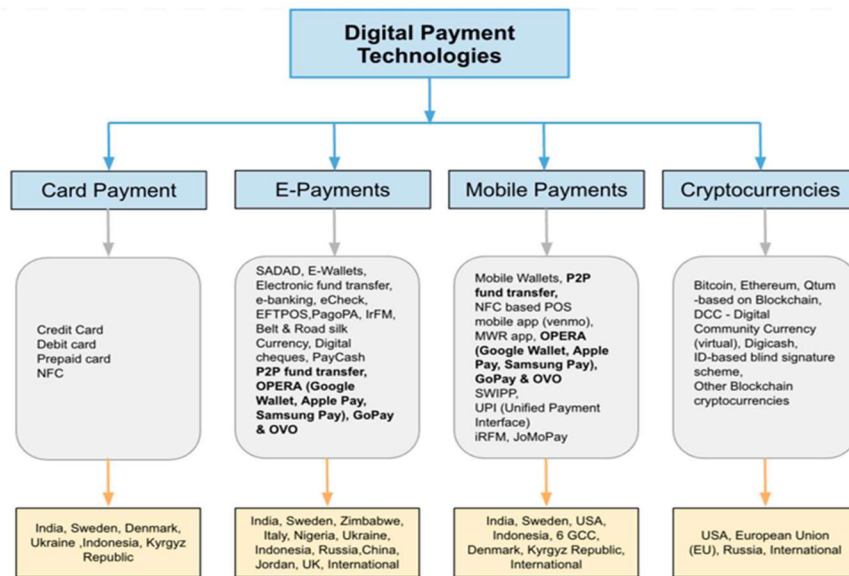 Digital Payment
Technologies
Card Payment
E-Payments
Mobile Payments
Cryptocurrencies
Credit Card
Debit card
Prepaid card
NFC
SADAD, E-Wallets,
Electronic fund transfer,
e-banking, eCheck,
EFTPOS,PagoPA, IrFM,
Belt & Road silk
Currency, Digital
cheques, PayCash
P2P fund transfer,
OPERA (Google
Wallet, Apple Pay,
Samsung Pay), GoPay
& OVO
Mobile Wallets, P2P
fund transfer,
NFC based POS
mobile app (venmo),
MWR app, OPERA
(Google Wallet, Apple
Pay, Samsung Pay),
GoPay & OVO
SWIPP,
UPI (Unified Payment
Interface)
iRFM, JoMoPay
Bitcoin, Ethereum, Qtum
-based on Blockchain,
DCC - Digital
Community Currency
(virtual), Digicash,
ID-based blind signature
scheme,
Other Blockchain
cryptocurrencies
India, Sweden, Denmark,
Ukraine ,Indonesia, Kyrgyz
Republic
India, Sweden, Zimbabwe,
Italy, Nigeria, Ukraine,
Indonesia, Russia,China,
Jordan, UK, International
India, Sweden, USA,
Indonesia, 6 GCC,
Denmark, Kyrgyz Republic,
International
USA, European Union
(EU), Russia, International